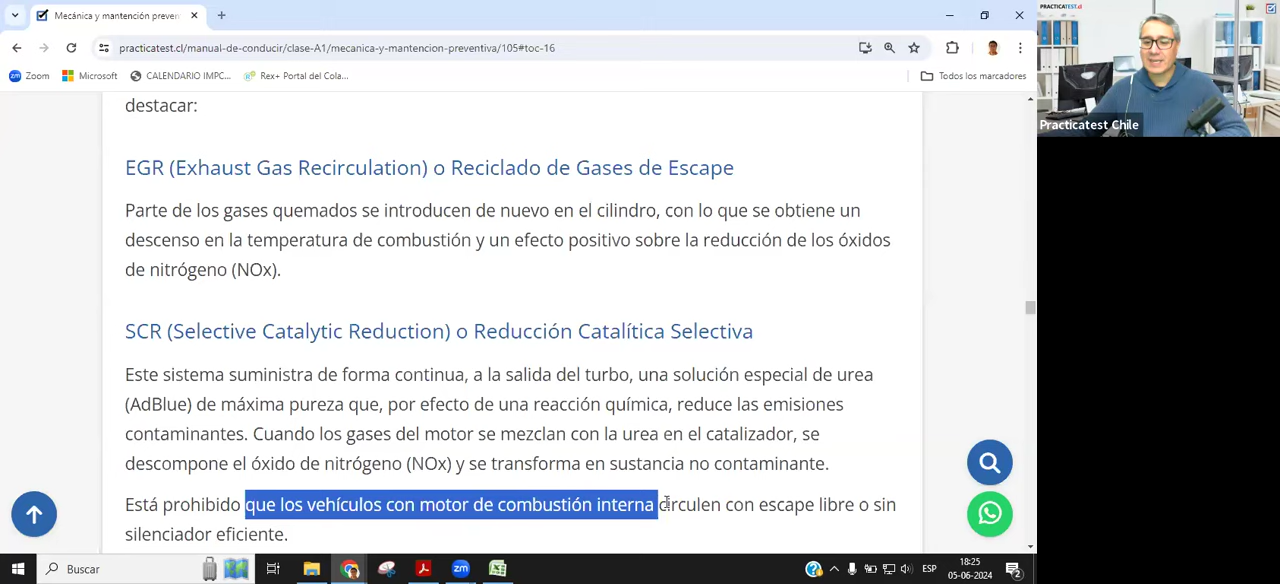 Mecánica y mantención preven
practicatest.cl/manual-de-conducir/clase-A1/mecanica-y-mantencion-preventiva/105#toc-16
Zoom
Microsoft
CALENDARIO IMPC...
Rex+ Portal del Cola...
Todos los marcadores
PRACTICATEST.cl
Practicatest Chile
destacar:
EGR (Exhaust Gas Recirculation) o Reciclado de Gases de Escape
Parte de los gases quemados se introducen de nuevo en el cilindro, con lo que se obtiene un
descenso en la temperatura de combustión y un efecto positivo sobre la reducción de los óxidos
de nitrógeno (NOx).
SCR (Selective Catalytic Reduction) o Reducción Catalítica Selectiva
Este sistema suministra de forma continua, a la salida del turbo, una solución especial de urea
(AdBlue) de máxima pureza que, por efecto de una reacción química, reduce las emisiones
contaminantes. Cuando los gases del motor se mezclan con la urea en el catalizador, se
descompone el óxido de nitrógeno (NOx) y se transforma en sustancia no contaminante.
Está prohibido que los vehículos con motor de combustión interna circulen con escape libre o sin
silenciador eficiente.
Buscar
zm
ESP
18:25
05-06-2024
2